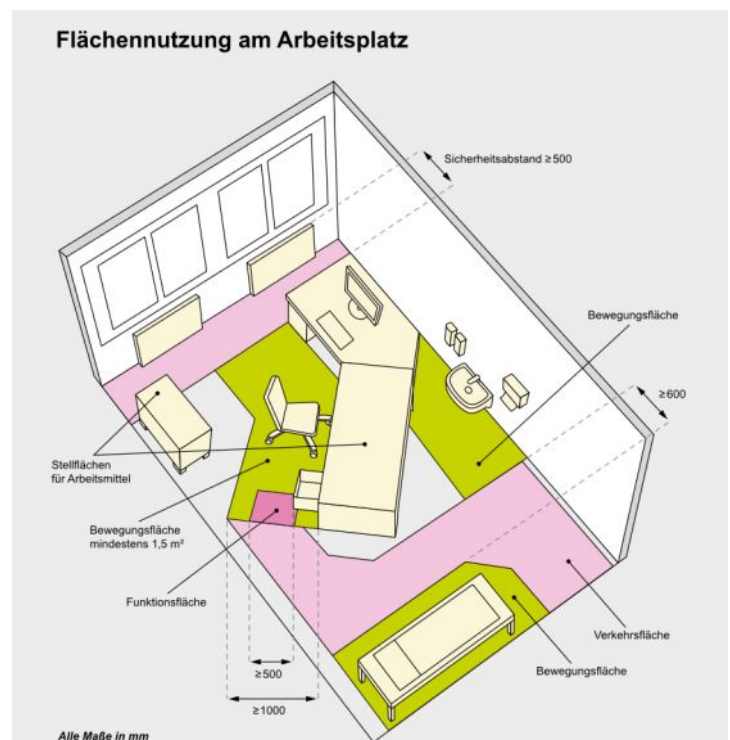 Flächennutzung am Arbeitsplatz
Sicherheitsabstand ≥ 500
Bewegungsfläche
≥600
Stellflächen
für Arbeitsmittel
Bewegungsfläche
mindestens 1,5 m²
Funktionsfläche
≥500
≥1000
Verkehrsfläche
Bewegungsfläche
Alle Maße in mm